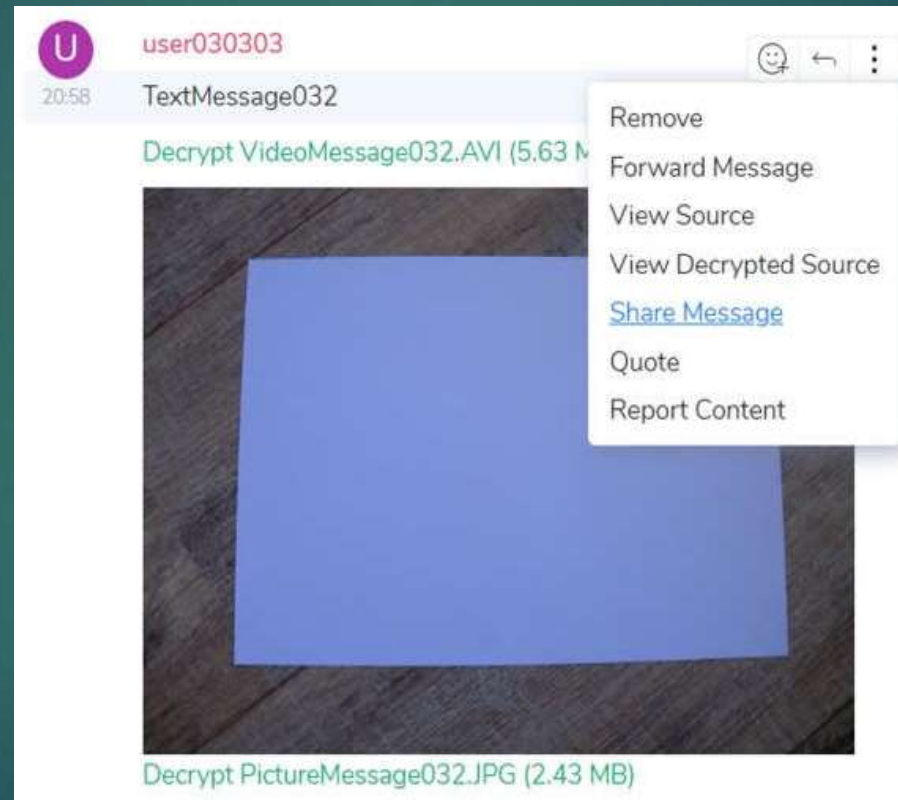 U
user030303
20:58 TextMessage032
Decrypt VideoMessage032.AVI (5.63 M
Decrypt PictureMessage032.JPG (2.43 MB)
Remove
Forward Message
View Source
View Decrypted Source
Share Message
Quote
Report Content